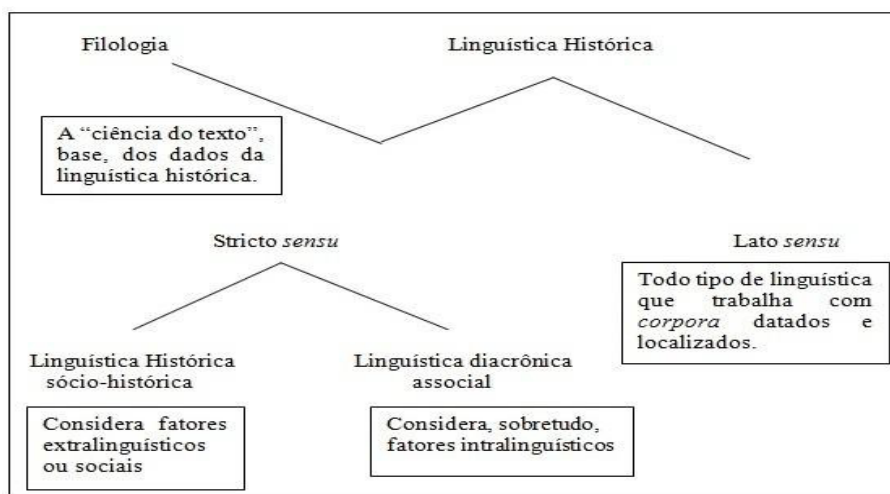 Filologia
Linguística Histórica
A “ciência do texto”,
base, dos dados da
linguística histórica.
Stricto sensu
Lato sensu
Todo tipo de linguística
que trabalha com
corpora datados e
localizados.
Linguística Histórica
sócio-histórica
Linguística diacrônica
associal
Considera fatores
extralinguísticos
ou sociais
Considera, sobretudo,
fatores intralinguísticos